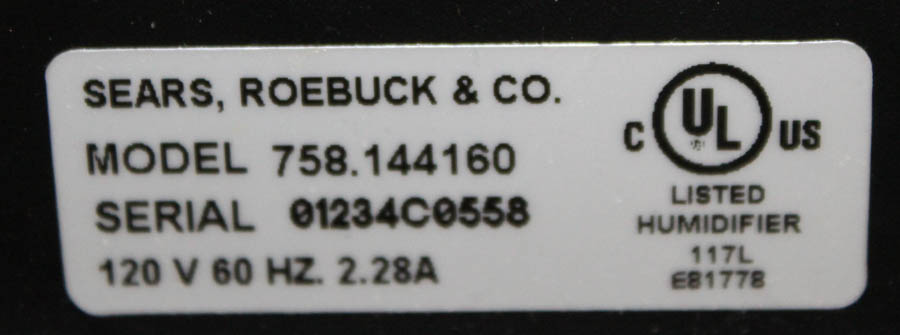 SEARS, ROEBUCK & CO.
MODEL 758.144160
SERIAL 01234C0558
120 V 60 HZ. 2.28A
C UL US
LISTED
HUMIDIFIER
117L
E81778